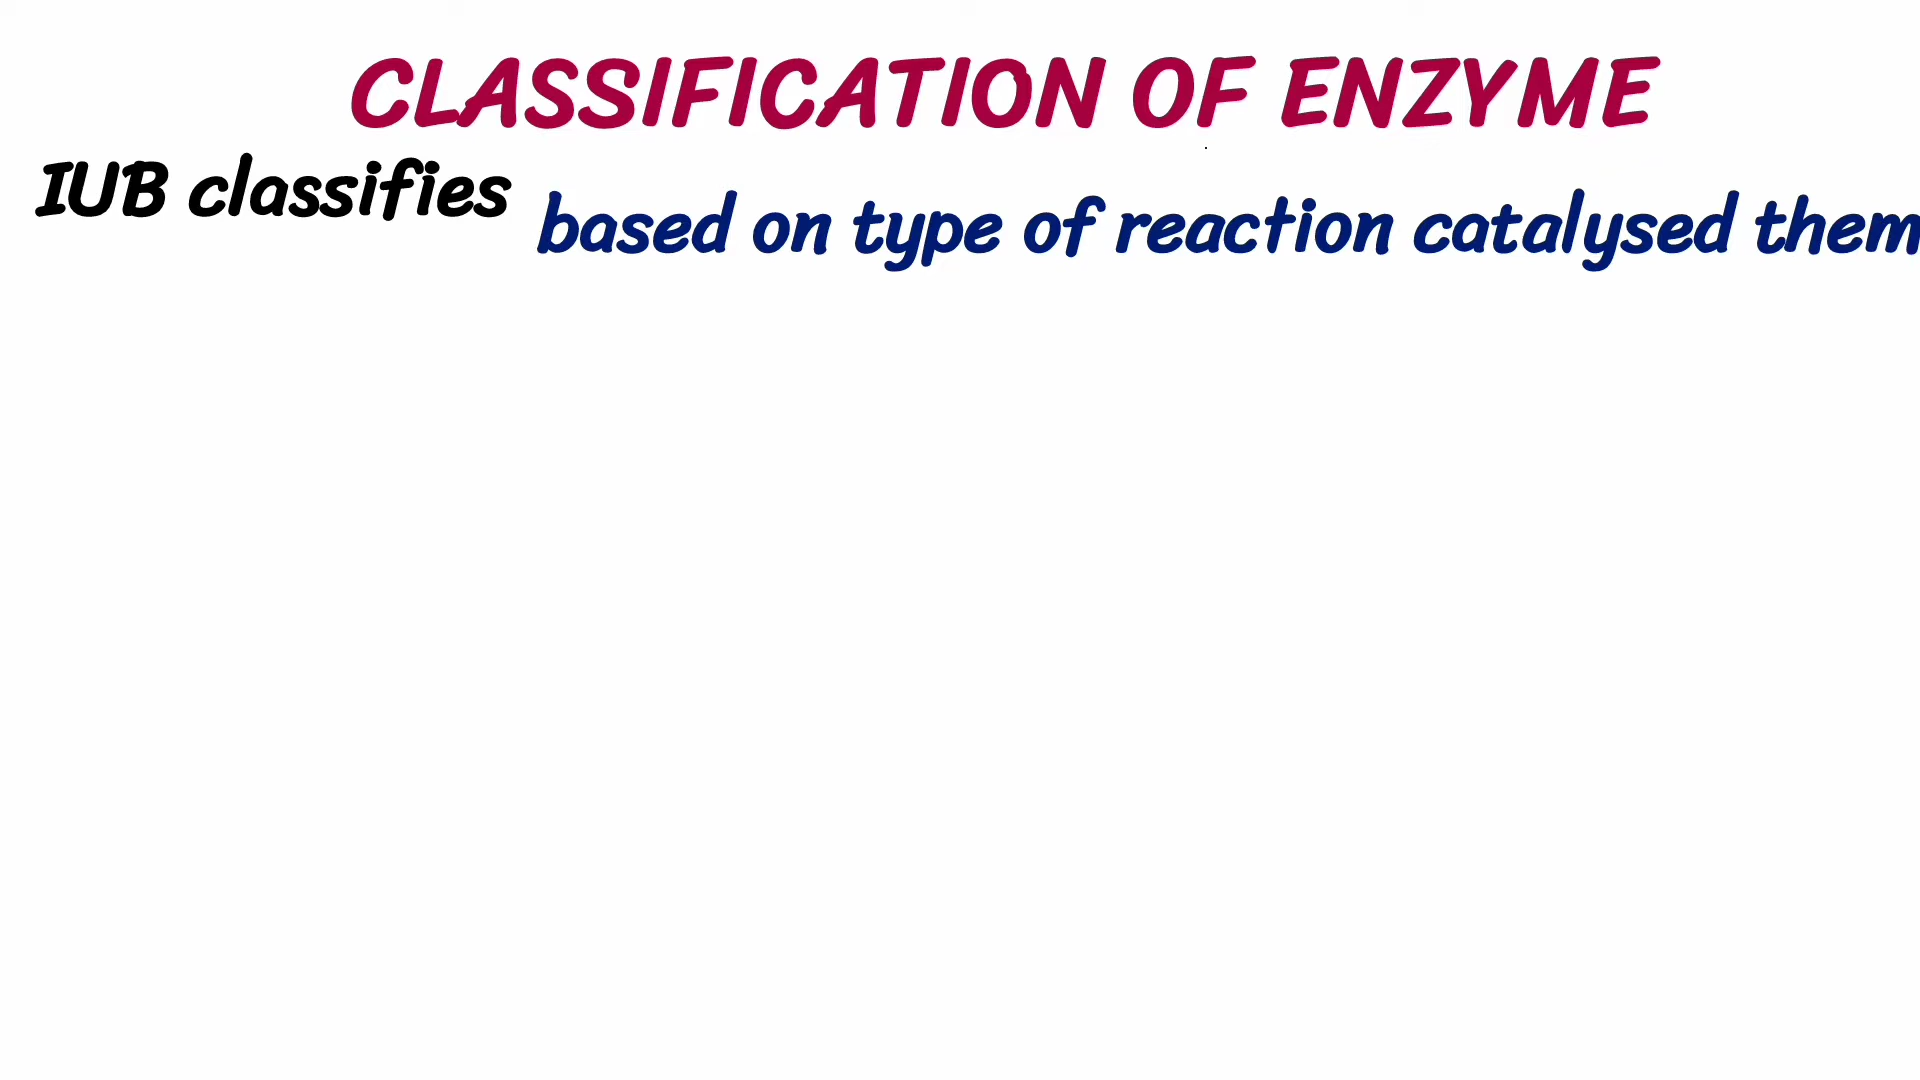 CLASSIFICATION OF ENZYME
IUB classifies
based on type of reaction catalysed them